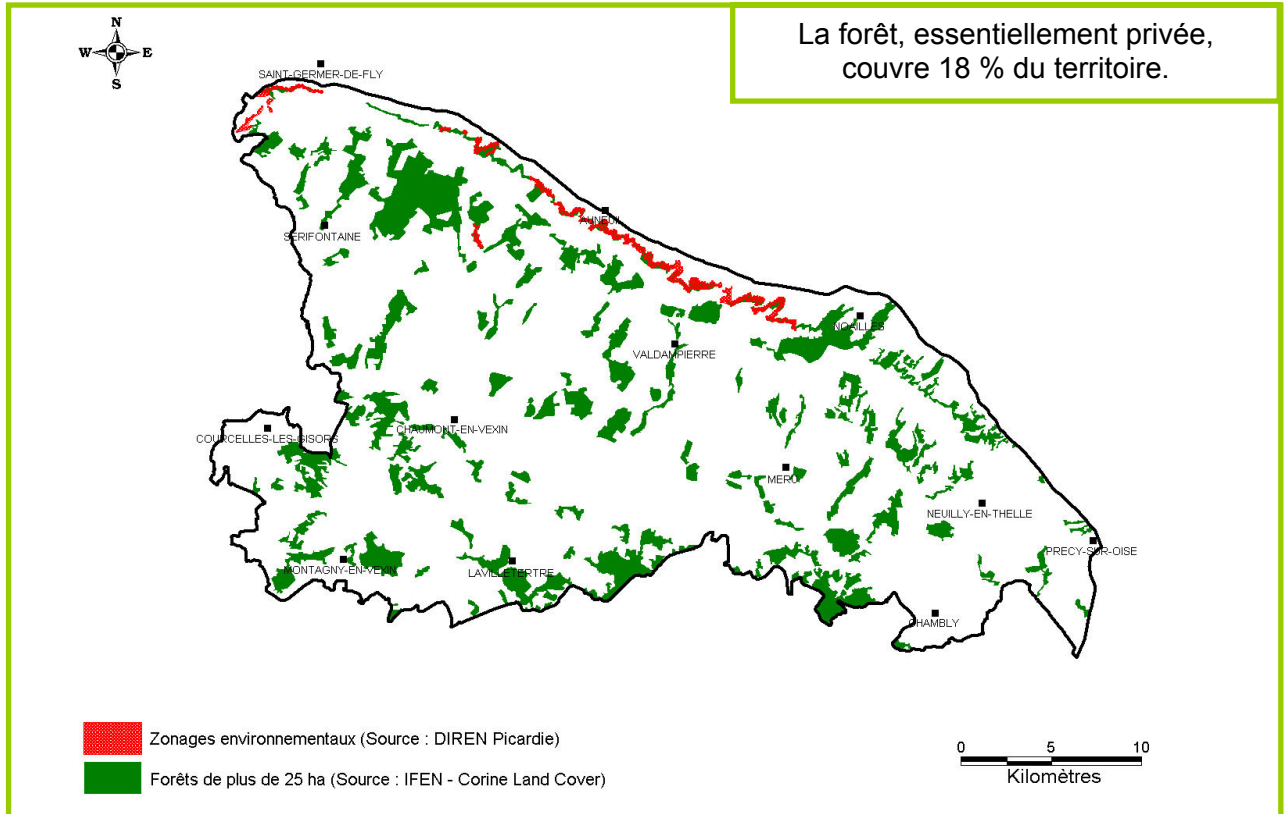 La forêt, essentiellement privée,
couvre 18 % du territoire.
N
W E
S
SAINT-GERMER-DE-FLY
AUNEUIL
SERIFONTAINE
NOAILLES
VALDAMPIERRE
CHAUMONT-EN-VEXIN
COURCELLES-LES-GISORS
MERU
NEUILLY-EN-THELLE
PRECY-SUR-OISE
MONTAGNY-EN-VEXIN
LAVILLETERTRE
CHAMBLY
Zonages environnementaux (Source : DIREN Picardie)
Forêts de plus de 25 ha (Source : IFEN - Corine Land Cover)
0 5 10
Kilomètres